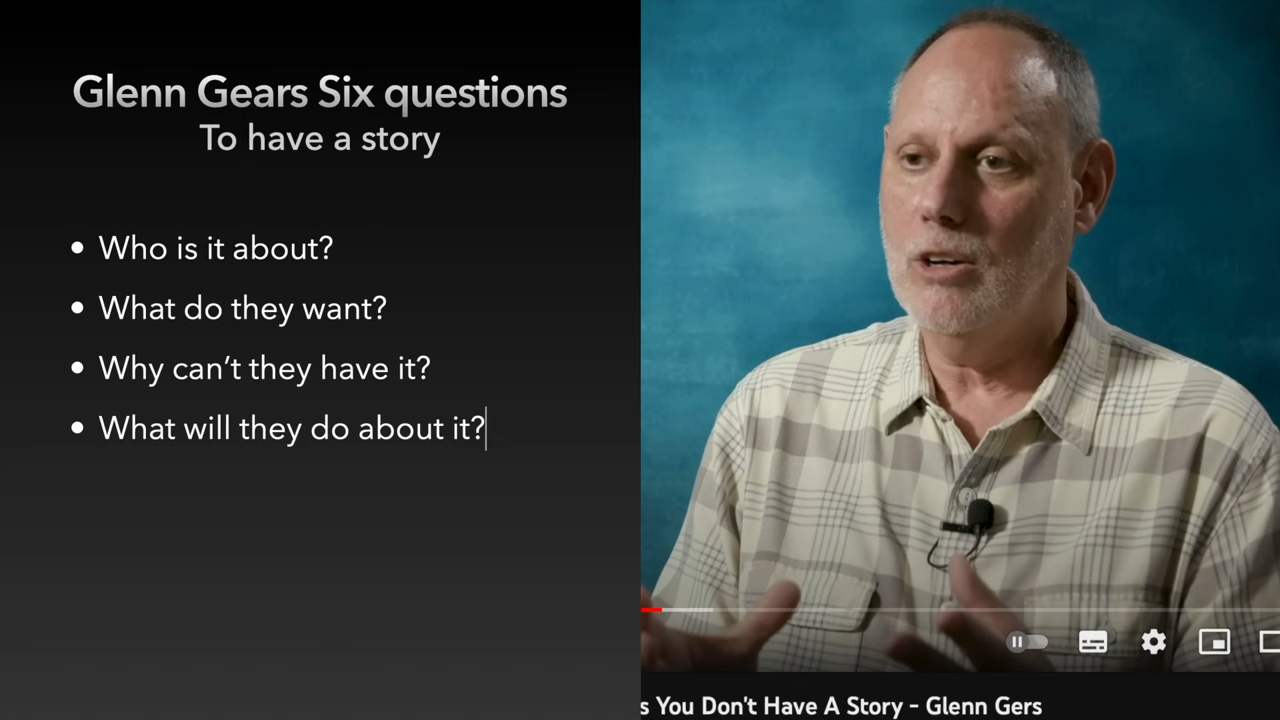 Glenn Gears Six questions
To have a story
• Who is it about?
• What do they want?
• Why can’t they have it?
• What will they do about it?
s You Don't Have A Story - Glenn Gers